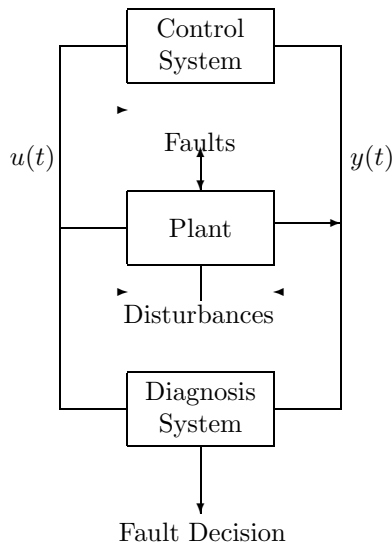 Control
System
Faults
u(t)
y(t)
Plant
Disturbances
Diagnosis
System
Fault Decision